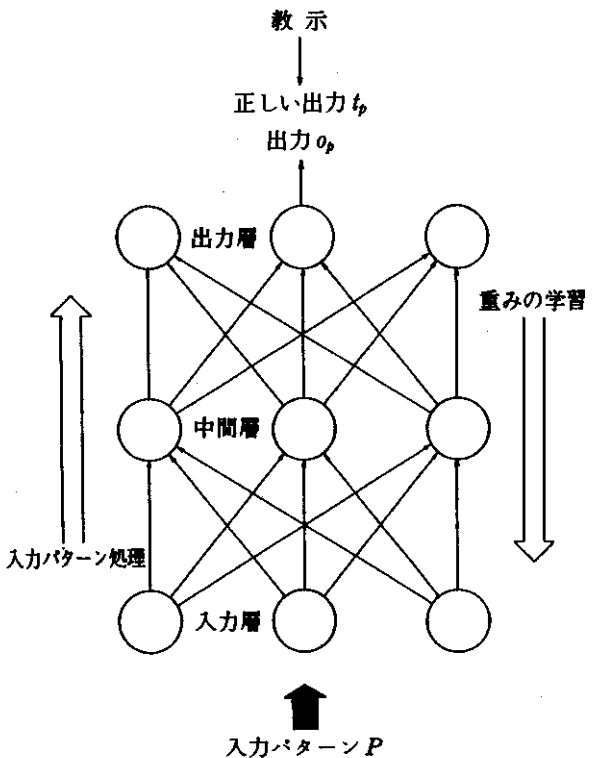 教示
正しい出力 tₚ
出力 oₚ
出力層
重みの学習
中間層
入力パターン処理
入力層
入力パターン P